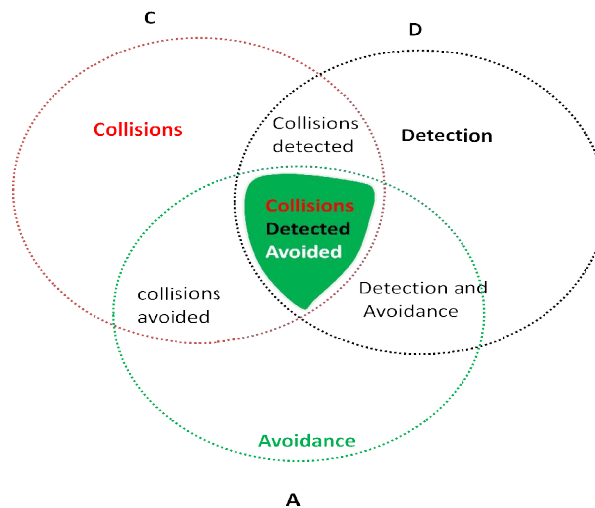 C
D
Collisions
Collisions
detected
Detection
Collisions
Detected
Avoided
collisions
avoided
Detection and
Avoidance
Avoidance
A